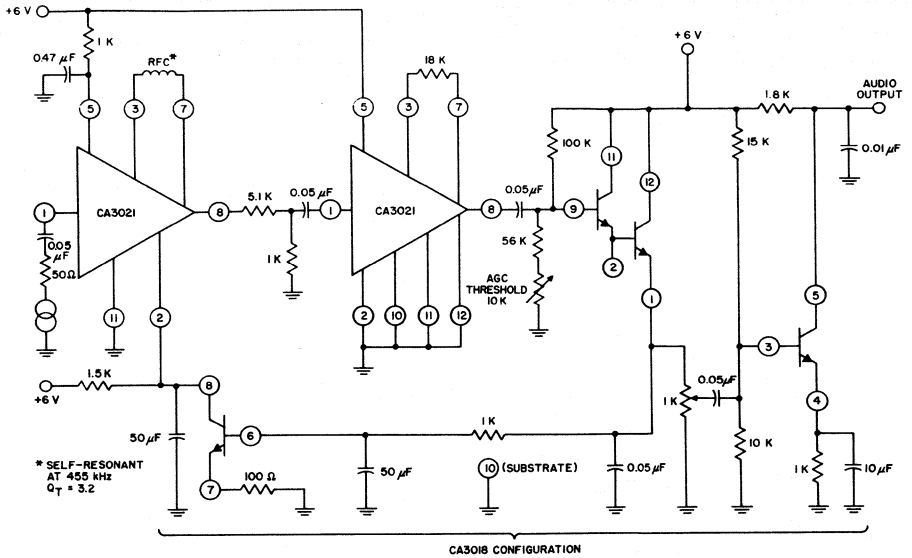 +6 V
1 K
0.47 µF
RFC*
18 K
+6 V
AUDIO
OUTPUT
1.8 K
5
3
7
5
3
7
100 K
11
12
15 K
0.01 µF
CA3021
CA3021
1
8
5.1 K
0.05 µF
1
8
0.05 µF
9
0.05
µF
50Ω
1 K
56 K
2
AGC
THRESHOLD
10 K
1
5
11
2
2
10
11
12
3
+6 V
1.5K
8
1 K
1 K
0.05µF
4
50 µF
6
50 µF
10
(SUBSTRATE)
0.05 µF
10 K
1K
10 µF
7
100 Ω
* SELF-RESONANT
AT 455 kHz
QT = 3.2
CA3018 CONFIGURATION